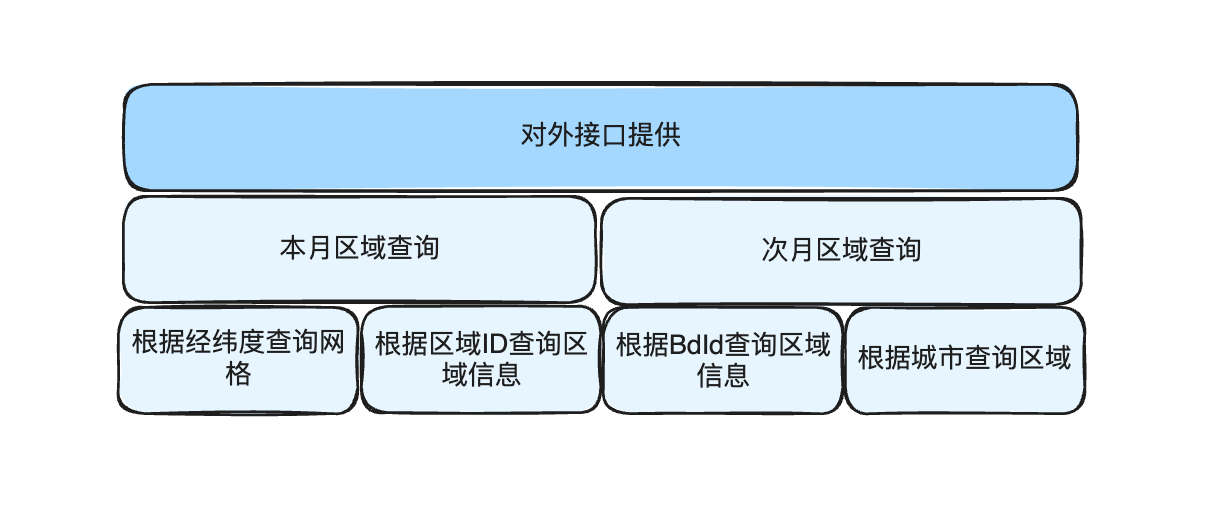 对外接口提供
本月区域查询
次月区域查询
根据经纬度查询网
格
根据区域ID查询区
域信息
根据BdId查询区域
信息
根据城市查询区域